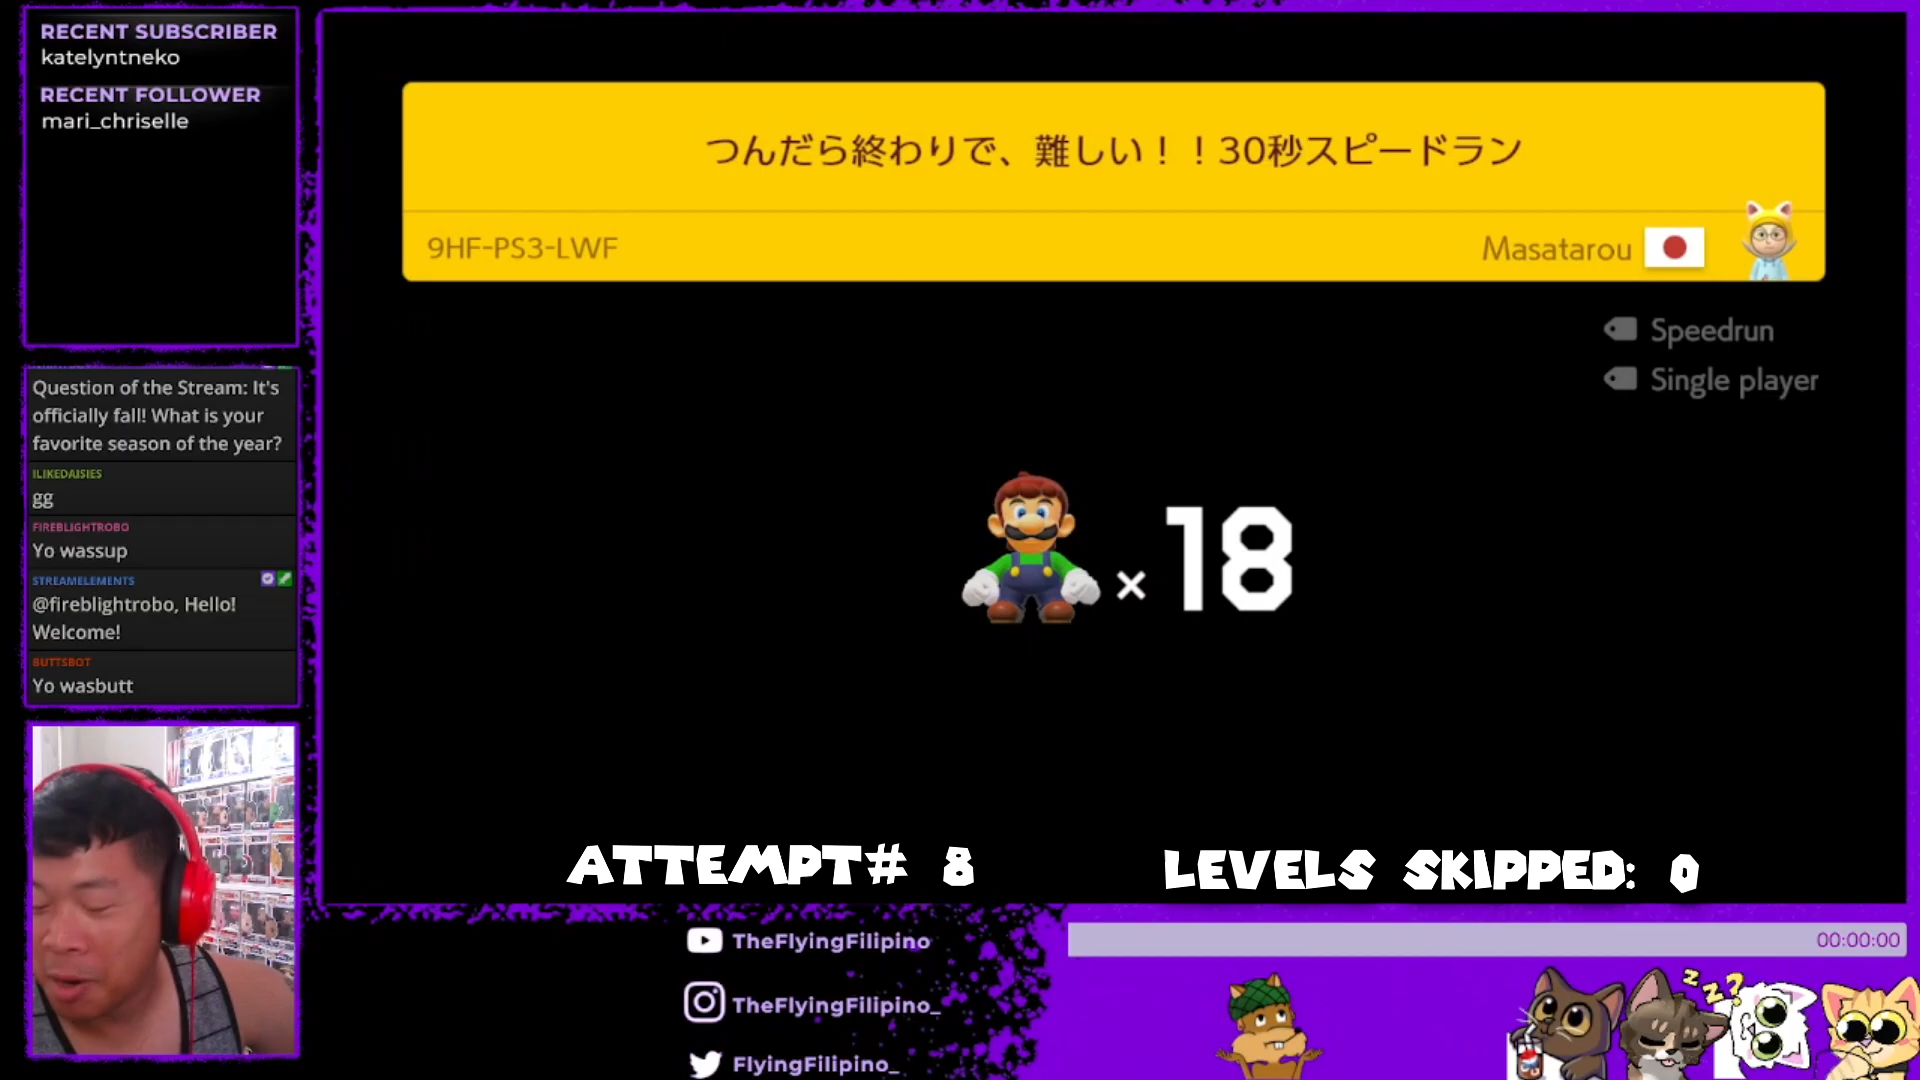 RECENT SUBSCRIBER
katelyntneko
RECENT FOLLOWER
mari_chriselle
Question of the Stream: It's
officially fall! What is your
favorite season of the year?
ILIKEDAISIES
gg
FIREBLIGHTROBO
Yo wassup
STREAMELEMENTS
@fireblightrobo, Hello!
Welcome!
BUTTSBOT
Yo wasbutt
つんだら終わりで、難しい！！30秒スピードラン
9HF-PS3-LWF
Masatarou
Speedrun
Single player
× 18
ATTEMPT# 8
LEVELS SKIPPED: 0
TheFlyingFilipino
TheFlyingFilipino_
FlyingFilipino_
00:00:00
z z ?